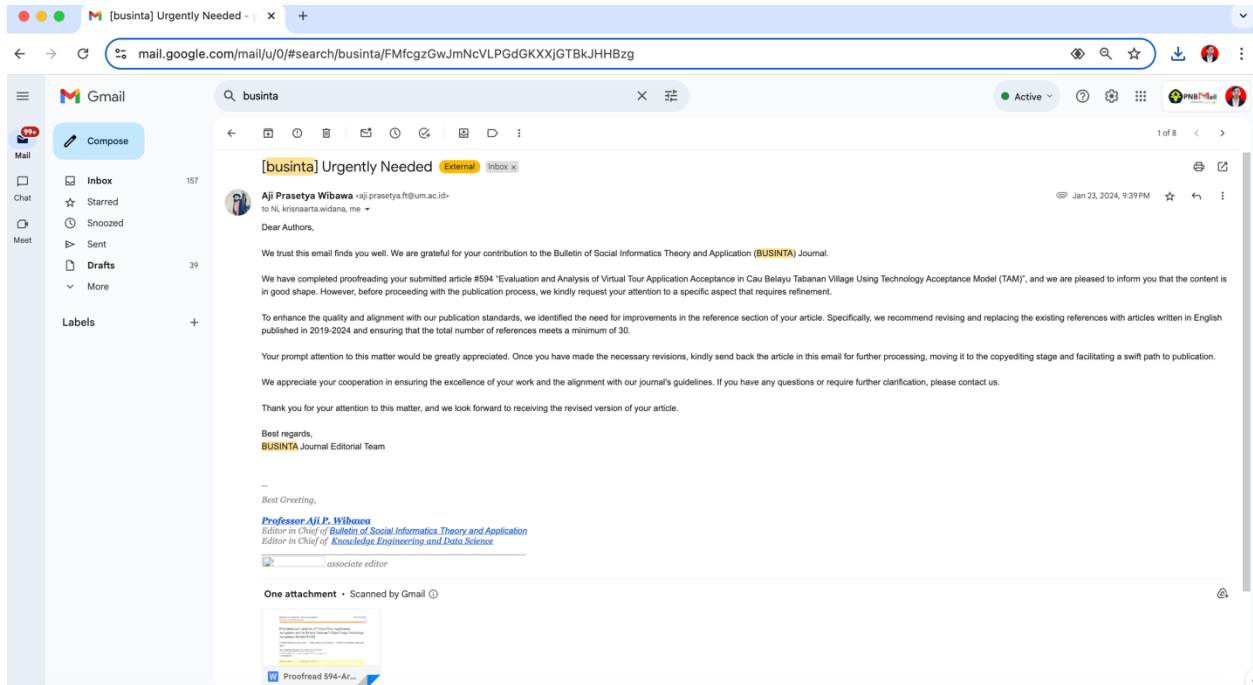 [businta] Urgently Needed -
mail.google.com/mail/u/0/#search/businta/FMfcgzGwJmNcVLPGdGKXXjGTBkJHHBzg
Gmail
businta
Active
PNBMail
99+
Mail
Compose
1 of 8
[businta] Urgently Needed External Inbox x
Inbox 157
Chat
Starred
Aji Prasetya Wibawa <aji.prasetya.ft@um.ac.id>
Jan 23, 2024, 9:39 PM
to Ni, krisnaarta.widana, me
Snoozed
Meet
Sent
Drafts 39
More
Labels
Dear Authors,
We trust this email finds you well. We are grateful for your contribution to the Bulletin of Social Informatics Theory and Application (BUSINTA) Journal.
We have completed proofreading your submitted article #594 "Evaluation and Analysis of Virtual Tour Application Acceptance in Cau Belayu Tabanan Village Using Technology Acceptance Model (TAM)", and we are pleased to inform you that the content is
in good shape. However, before proceeding with the publication process, we kindly request your attention to a specific aspect that requires refinement.
To enhance the quality and alignment with our publication standards, we identified the need for improvements in the reference section of your article. Specifically, we recommend revising and replacing the existing references with articles written in English
published in 2019-2024 and ensuring that the total number of references meets a minimum of 30.
Your prompt attention to this matter would be greatly appreciated. Once you have made the necessary revisions, kindly send back the article in this email for further processing, moving it to the copyediting stage and facilitating a swift path to publication.
We appreciate your cooperation in ensuring the excellence of your work and the alignment with our journal's guidelines. If you have any questions or require further clarification, please contact us.
Thank you for your attention to this matter, and we look forward to receiving the revised version of your article.
Best regards,
BUSINTA Journal Editorial Team
--
Best Greeting,
Professor Aji P. Wibawa
Editor in Chief of Bulletin of Social Informatics Theory and Application
Editor in Chief of Knowledge Engineering and Data Science
associate editor
One attachment • Scanned by Gmail
W Proofread 594-Ar...